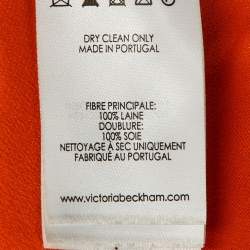 DRY CLEAN ONLY
MADE IN PORTUGAL
FIBRE PRINCIPALE:
100% LAINE
DOUBLURE:
100% SOIE
NETTOYAGE À SEC UNIQUEMENT
FABRIQUÉ AU PORTUGAL
www.victoriabeckham.com